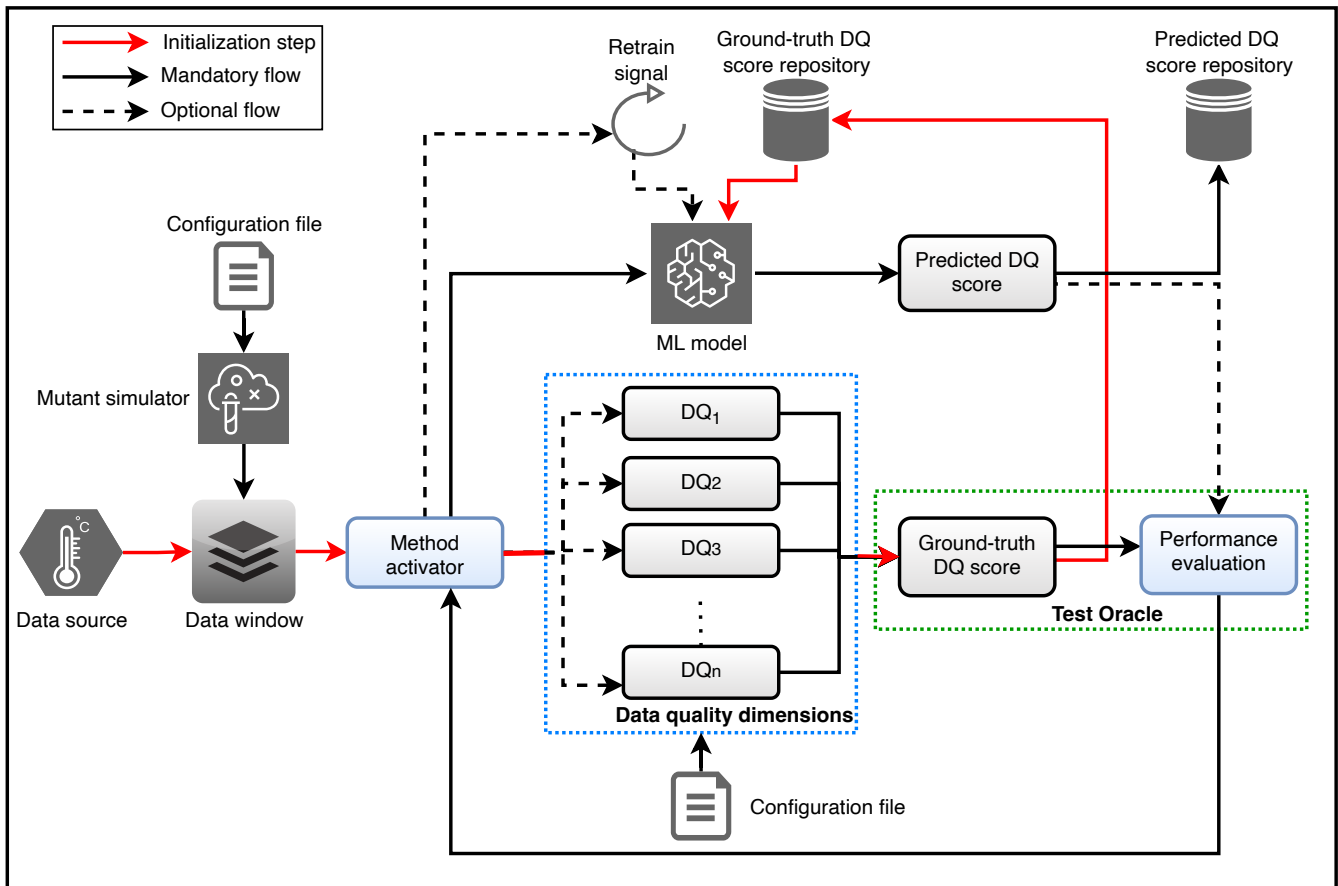 Initialization step
Mandatory flow
Optional flow
Retrain
signal
Ground-truth DQ
score repository
Predicted DQ
score repository
Configuration file
Mutant simulator
ML model
Predicted DQ
score
°C
Data source
Data window
Method
activator
DQ1
DQ2
DQ3
DQn
Data quality dimensions
Ground-truth
DQ score
Performance
evaluation
Test Oracle
Configuration file